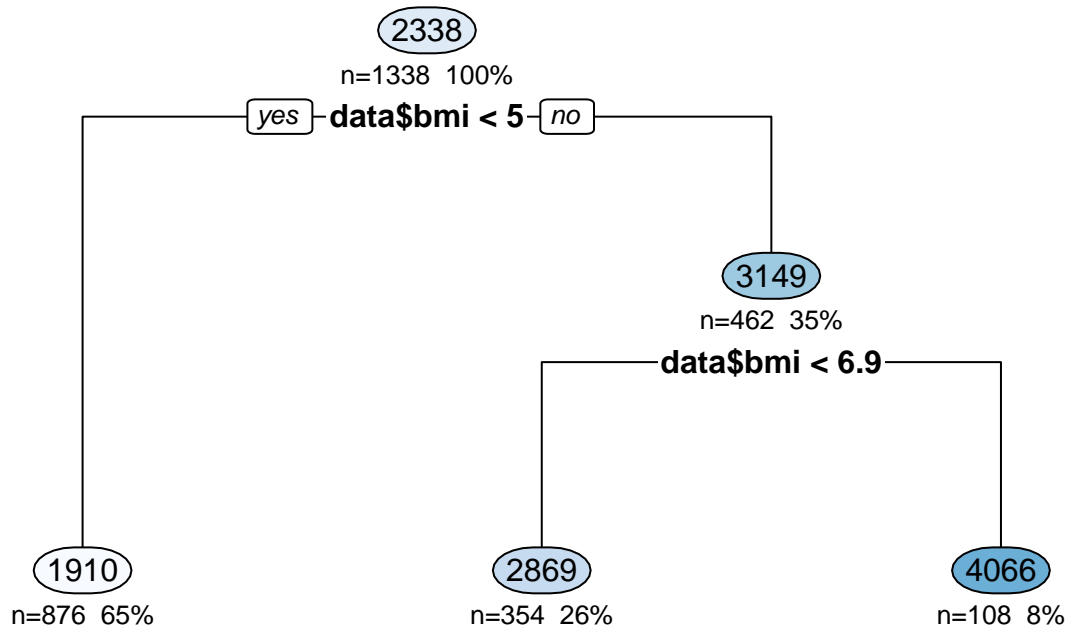 2338
n=1338 100%
yes data$bmi < 5 no
3149
n=462 35%
data$bmi < 6.9
1910
n=876 65%
2869
n=354 26%
4066
n=108 8%